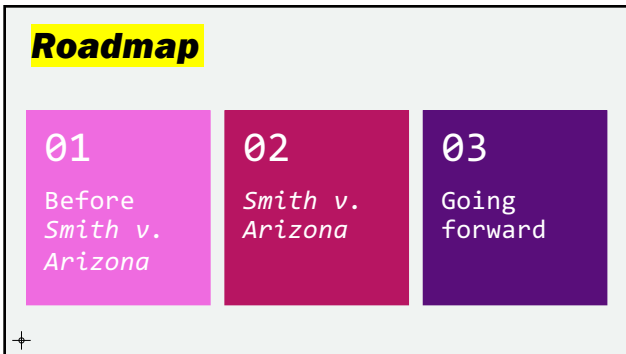 Roadmap
01
Before
Smith v.
Arizona
02
Smith v.
Arizona
03
Going
forward